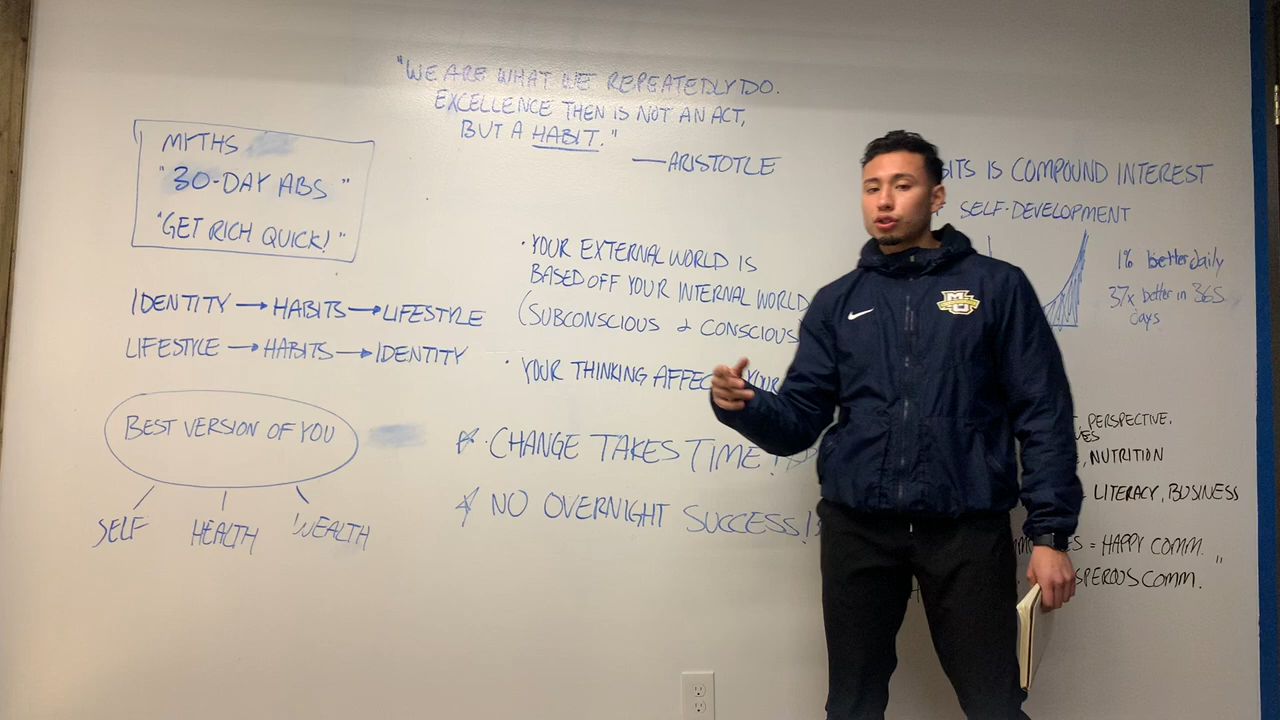 "WE ARE WHAT WE REPEATEDLY DO.
EXCELLENCE THEN IS NOT AN ACT,
BUT A HABIT."
—ARISTOTLE
MYTHS
"30-DAY ABS"
"GET RICH QUICK!"
IDENTITY → HABITS → LIFESTYLE
LIFESTYLE → HABITS → IDENTITY
BEST VERSION OF YOU
SELF HEALTH WEALTH
· YOUR EXTERNAL WORLD IS
BASED OFF YOUR INTERNAL WORLD
(SUBCONSCIOUS & CONSCIOUS
· YOUR THINKING AFFEC YOUR
· CHANGE TAKES TIME!
NO OVERNIGHT SUCCESS!
BITS IS COMPOUND INTEREST
SELF-DEVELOPMENT
1% better daily
37x better in 365
days
PERSPECTIVE.
, NUTRITION
LITERACY, BUSINESS
= HAPPY COMM.
SPEROUS COMM."
MU